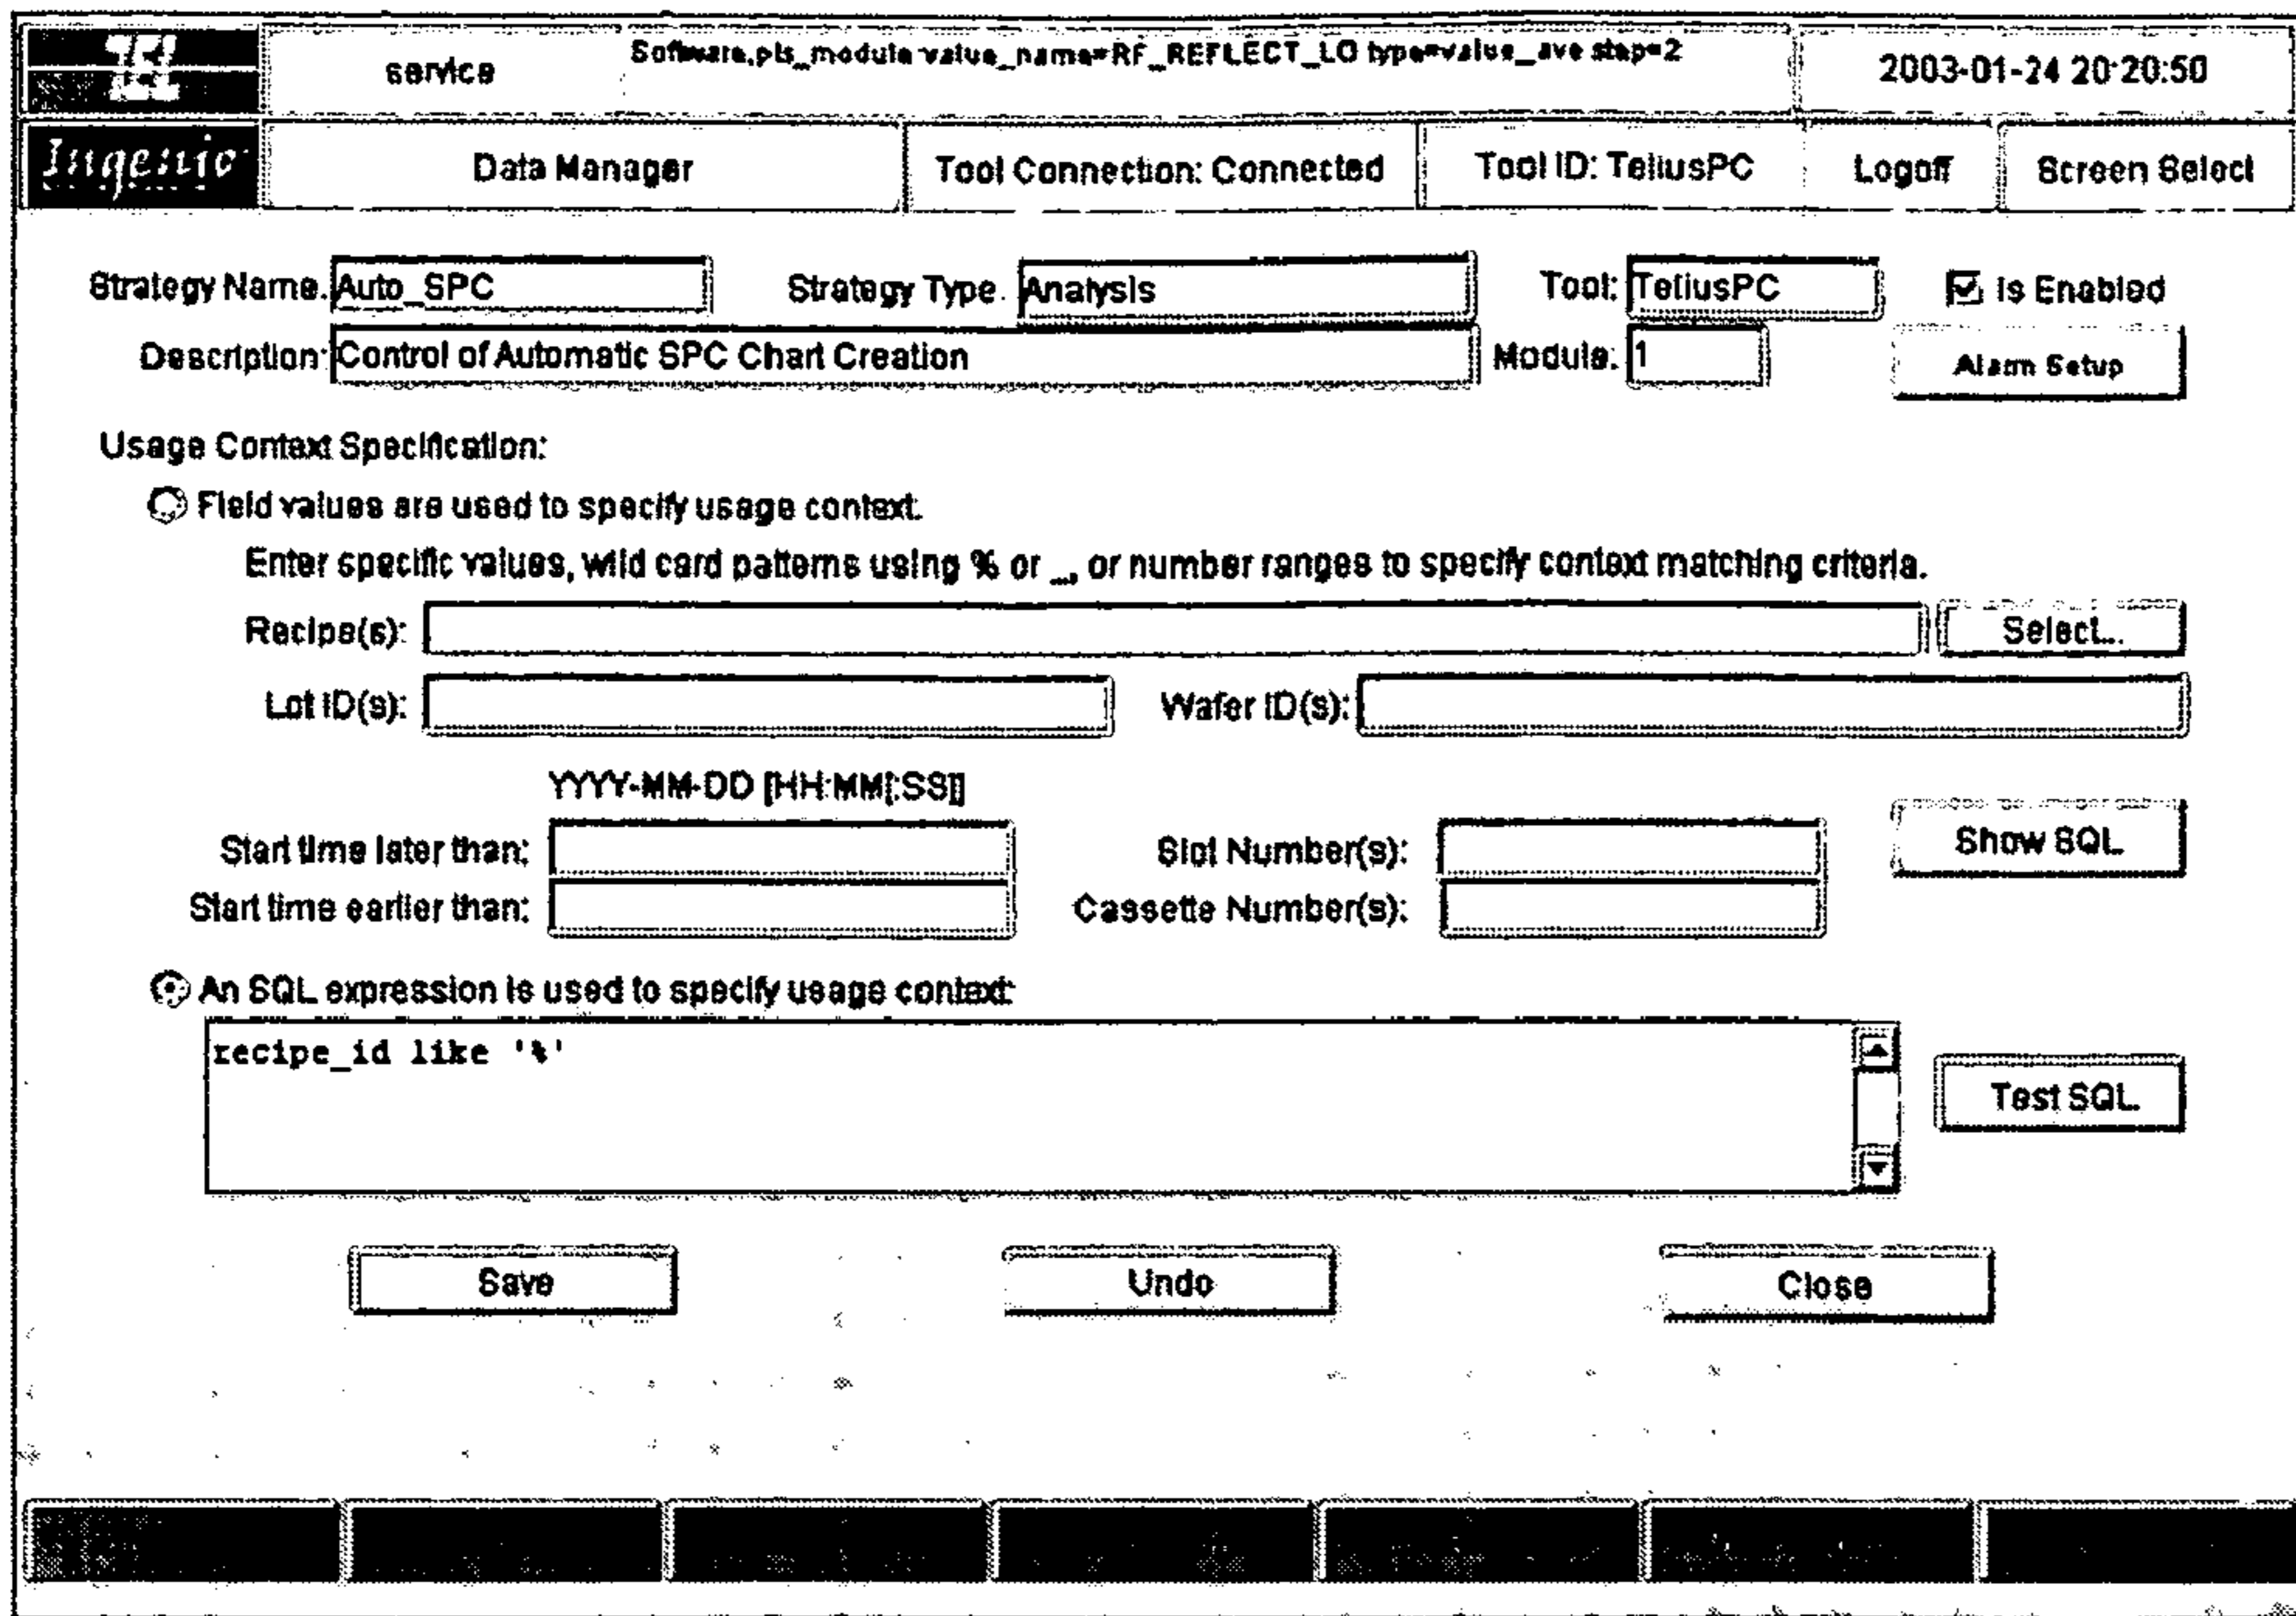 TEL
service Software.pls_module value_name=RF_REFLECT_LO type=value_ave step=2 2003-01-24 20:20:50
Ingenio Data Manager Tool Connection: Connected Tool ID: TeliusPC Logoff Screen Select
Strategy Name. Auto_SPC Strategy Type. Analysis Tool: TeliusPC Is Enabled
Description: Control of Automatic SPC Chart Creation Module: 1 Alarm Setup
Usage Context Specification:
Field values are used to specify usage context.
Enter specific values, wild card patterns using % or _, or number ranges to specify context matching criteria.
Recipe(s): Select...
Lot ID(s): Wafer ID(s):
YYYY-MM-DD [HH:MM[:SS]]
Start time later than: Slot Number(s): Show SQL
Start time earlier than: Cassette Number(s):
An SQL expression is used to specify usage context:
recipe_id like '%'
Test SQL.
Save Undo Close